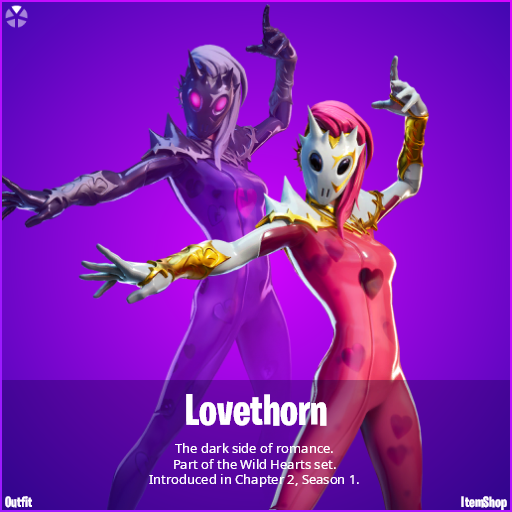 Lovethorn
The dark side of romance.
Part of the Wild Hearts set.
Introduced in Chapter 2, Season 1.
Outfit
ItemShop